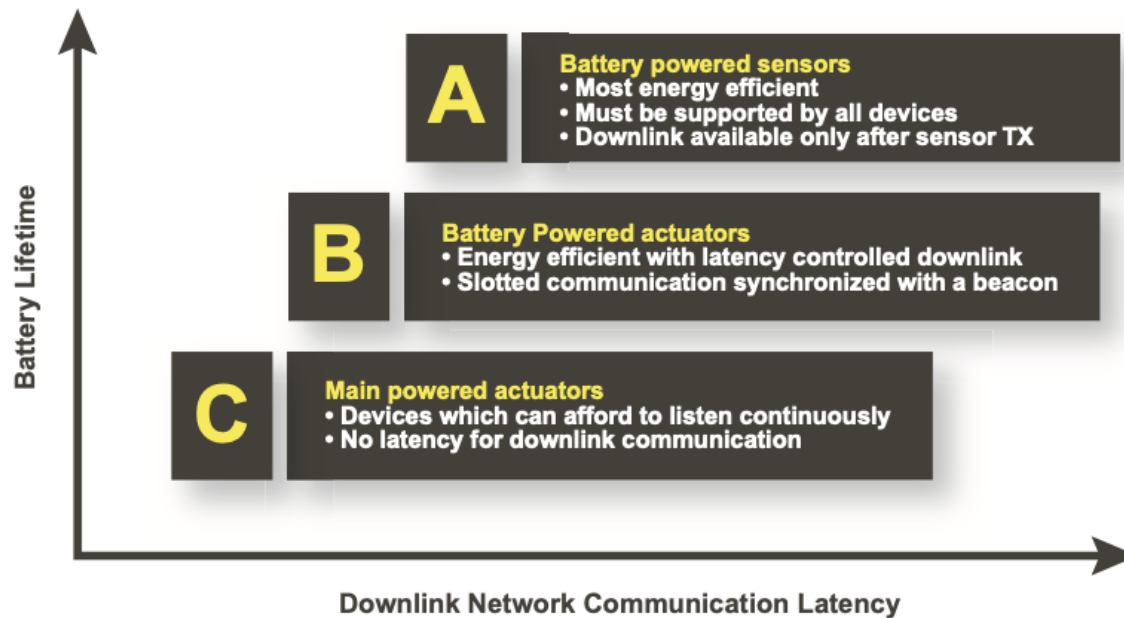 A
Battery powered sensors
• Most energy efficient
• Must be supported by all devices
• Downlink available only after sensor TX
B
Battery Powered actuators
• Energy efficient with latency controlled downlink
• Slotted communication synchronized with a beacon
C
Main powered actuators
• Devices which can afford to listen continuously
• No latency for downlink communication
Battery Lifetime
Downlink Network Communication Latency